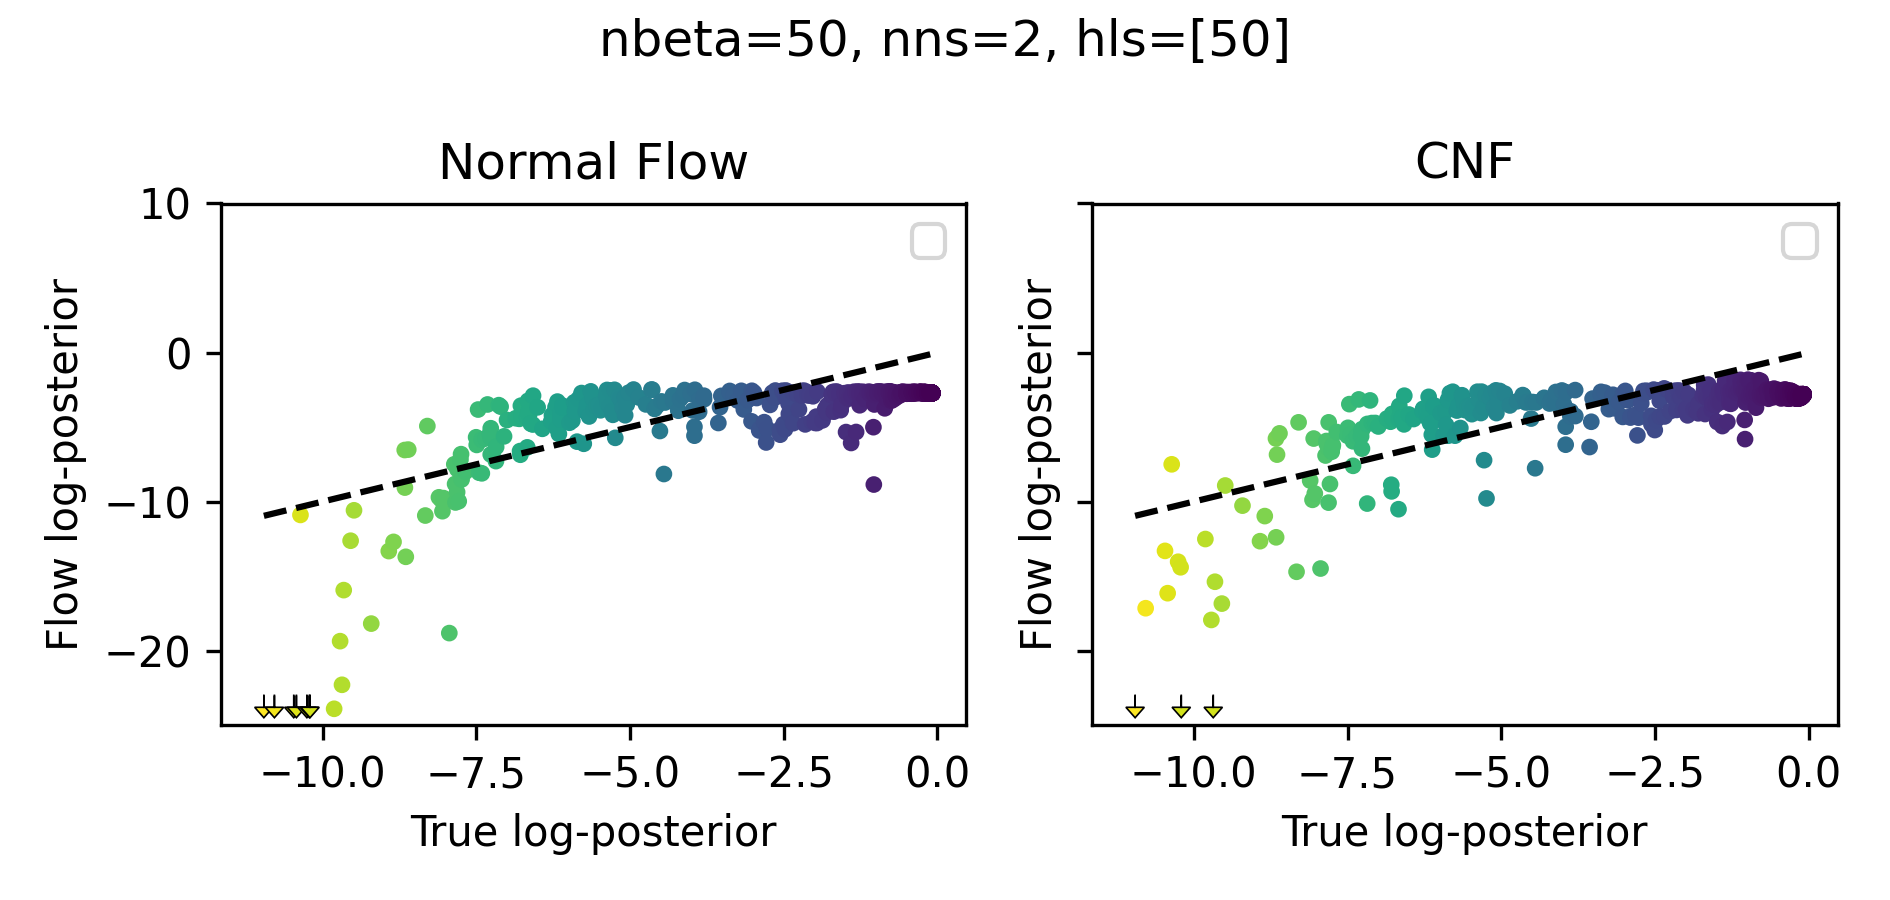 nbeta=50, nns=2, hls=[50]
Normal Flow
CNF
10
0
−10
−20
Flow log-posterior
Flow log-posterior
−10.0 −7.5 −5.0 −2.5 0.0
−10.0 −7.5 −5.0 −2.5 0.0
True log-posterior
True log-posterior